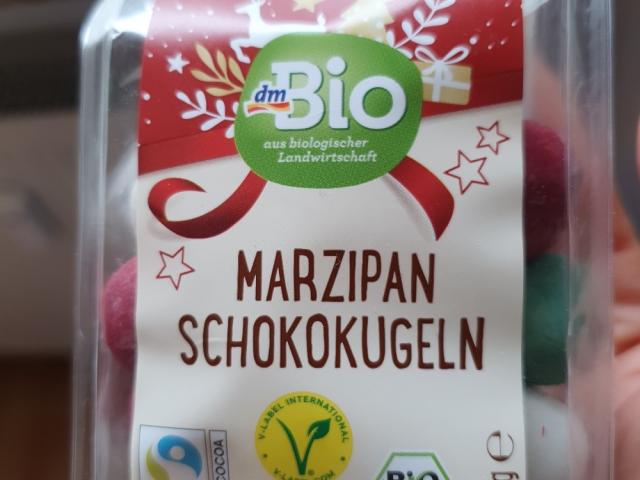 dm Bio
aus biologischer
Landwirtschaft
MARZIPAN
SCHOKOKUGELN
V-LABEL INTERNATIONAL
V-LABEL.COM
COCOA
BIO
g e